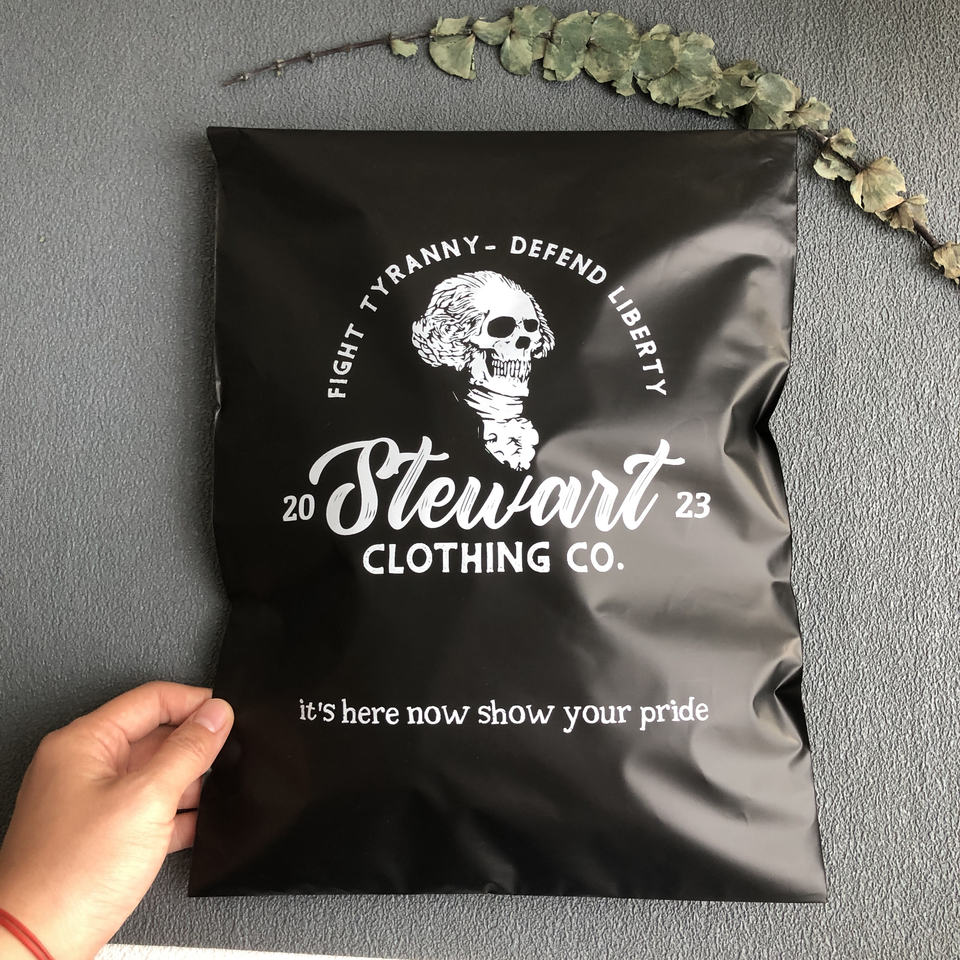 FIGHT TYRANNY- DEFEND LIBERTY
20 Stewart 23
CLOTHING CO.
it's here now show your pride